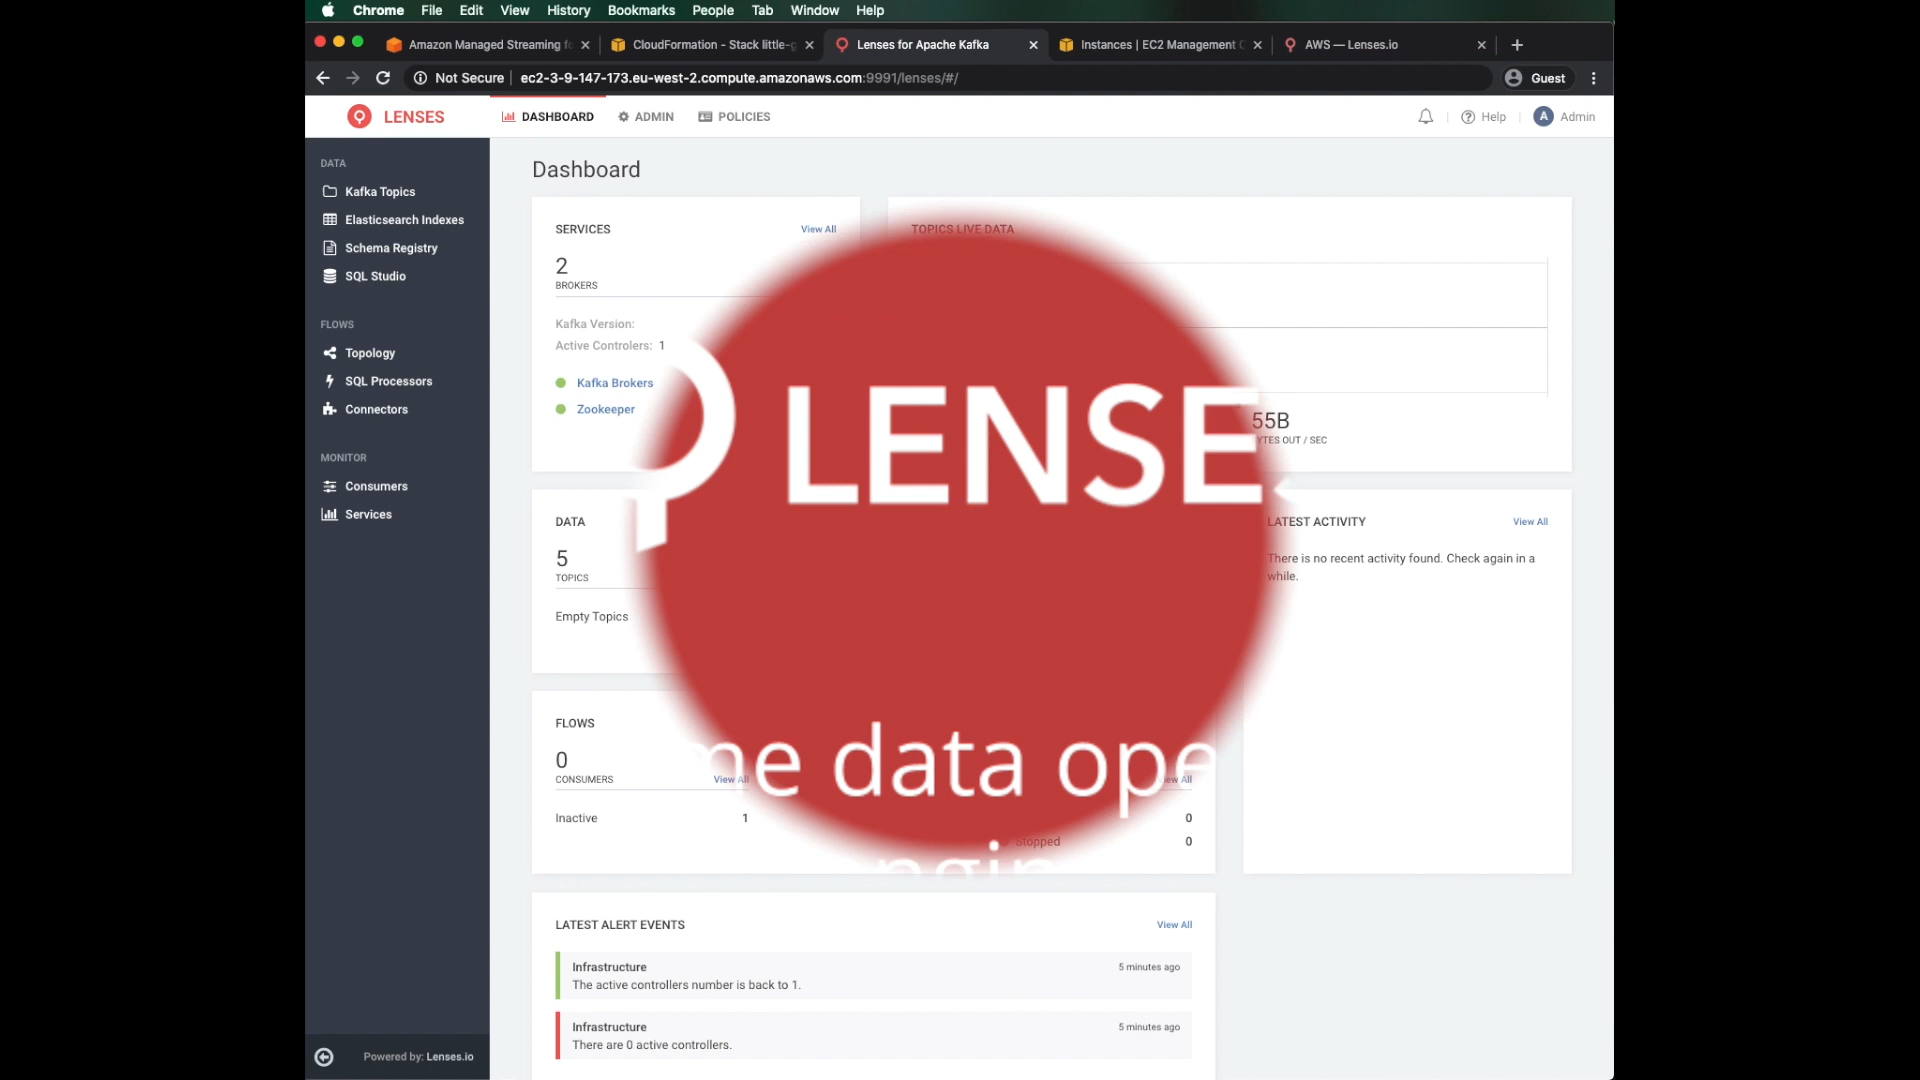 Chrome File Edit View History Bookmarks People Tab Window Help
Amazon Managed Streaming fo
CloudFormation - Stack little-g
Lenses for Apache Kafka
Instances | EC2 Management C
AWS — Lenses.io
Not Secure ec2-3-9-147-173.eu-west-2.compute.amazonaws.com:9991/lenses/#/
Guest
LENSES
DASHBOARD
ADMIN
POLICIES
Help
A Admin
DATA
Kafka Topics
Elasticsearch Indexes
Schema Registry
SQL Studio
FLOWS
Topology
SQL Processors
Connectors
MONITOR
Consumers
Services
Powered by: Lenses.io
Dashboard
SERVICES
View All
2
BROKERS
Kafka Version:
Active Controlers: 1
Kafka Brokers
Zookeeper
TOPICS LIVE DATA
55B
YTES OUT / SEC
LENSE
DATA
5
TOPICS
Empty Topics
LATEST ACTIVITY
View All
There is no recent activity found. Check again in a
while.
FLOWS
0
CONSUMERS
View All
Inactive 1
me data ope
engin
ew All
0
Stopped 0
LATEST ALERT EVENTS
View All
Infrastructure
5 minutes ago
The active controllers number is back to 1.
Infrastructure
5 minutes ago
There are 0 active controllers.